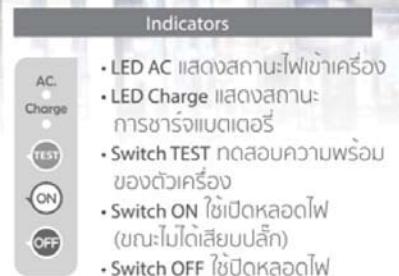 Indicators
AC.
Charge
TEST
ON
OFF
• LED AC แสดงสถานะไฟเข้าเครื่อง
• LED Charge แสดงสถานะ
การชาร์จแบตเตอรี่
• Switch TEST ทดสอบความพร้อม
ของตัวเครื่อง
• Switch ON ใช้เปิดหลอดไฟ
(ขณะไม่ได้เสียบปลั๊ก)
• Switch OFF ใช้ปิดหลอดไฟ